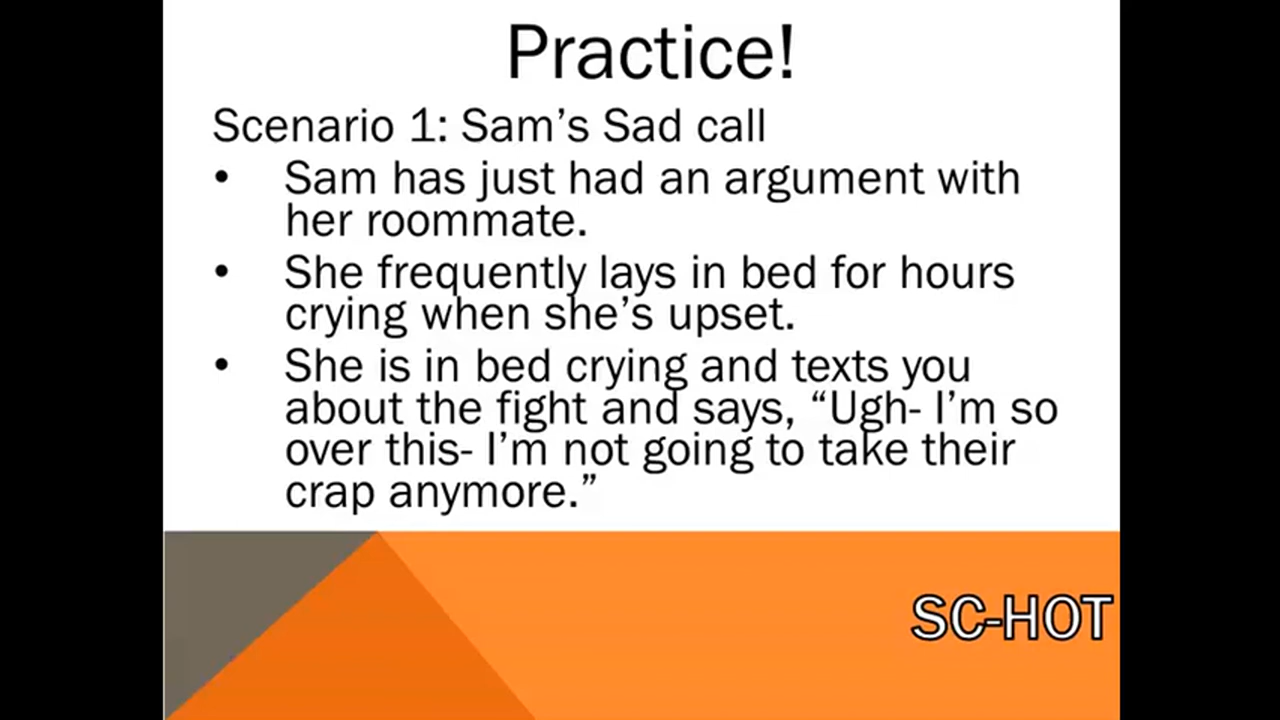 Practice!
Scenario 1: Sam’s Sad call
• Sam has just had an argument with
her roommate.
• She frequently lays in bed for hours
crying when she’s upset.
• She is in bed crying and texts you
about the fight and says, “Ugh- I’m so
over this- I’m not going to take their
crap anymore.”
SC-HOT